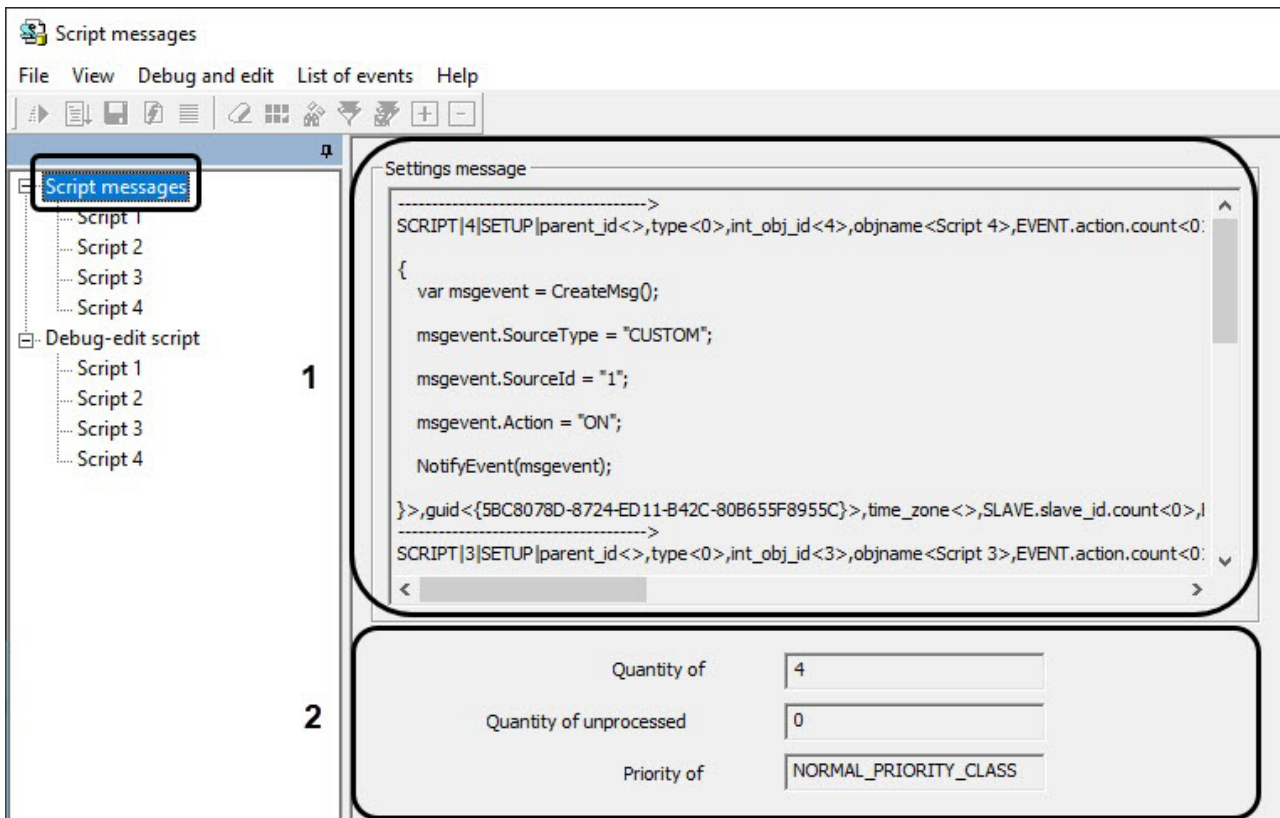 Script messages
File View Debug and edit List of events Help
Script messages
Script 1
Script 2
Script 3
Script 4
Debug-edit script
Script 1
Script 2
Script 3
Script 4
1
Settings message
------------------------------------->
SCRIPT|4|SETUP|parent_id<>,type<0>,int_obj_id<4>,objname<Script 4>,EVENT.action.count<0
{
var msgevent = CreateMsg();
msgevent.SourceType = "CUSTOM";
msgevent.SourceId = "1";
msgevent.Action = "ON";
NotifyEvent(msgevent);
}>,guid<{5BC8078D-8724-ED11-B42C-80B655F8955C}>,time_zone<>,SLAVE.slave_id.count<0>,
------------------------------------->
SCRIPT|3|SETUP|parent_id<>,type<0>,int_obj_id<3>,objname<Script 3>,EVENT.action.count<0
2
Quantity of 4
Quantity of unprocessed 0
Priority of NORMAL_PRIORITY_CLASS